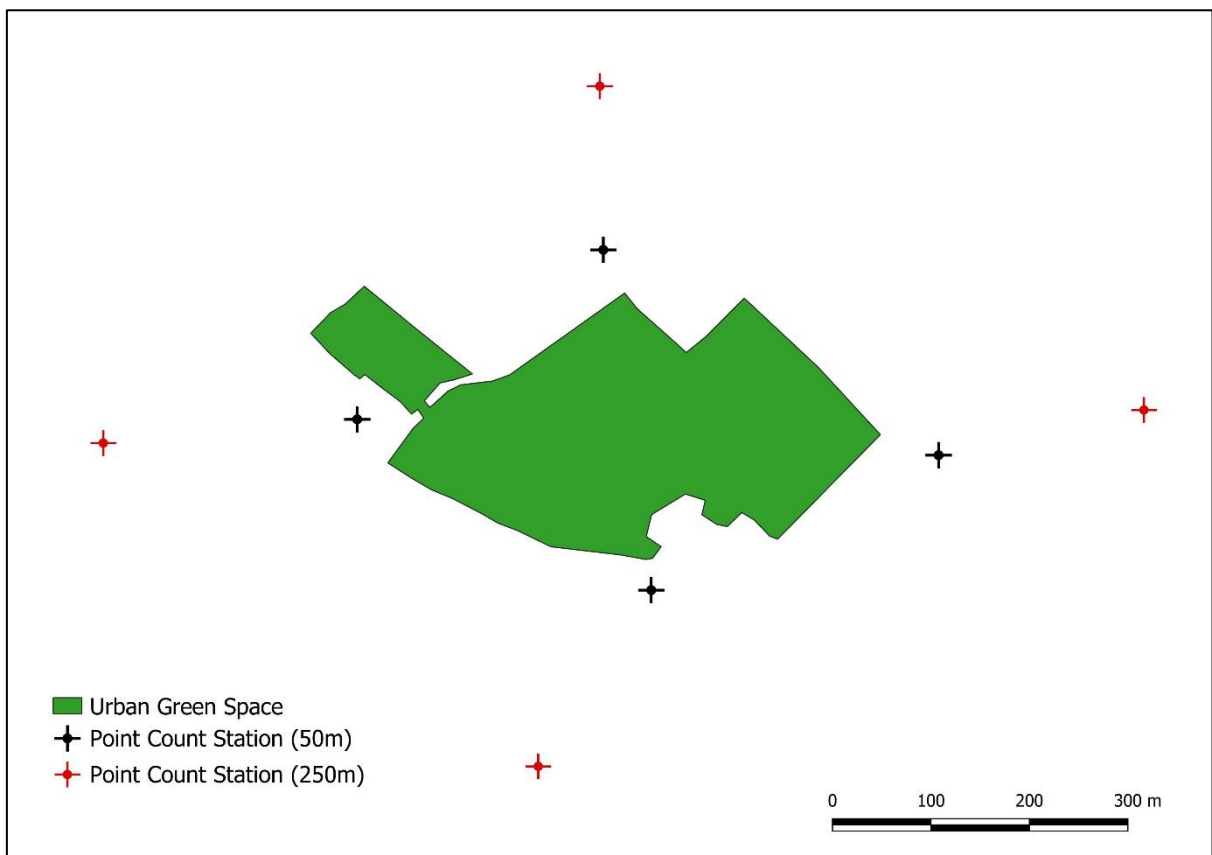 Urban Green Space
Point Count Station (50m)
Point Count Station (250m)
0 100 200 300 m